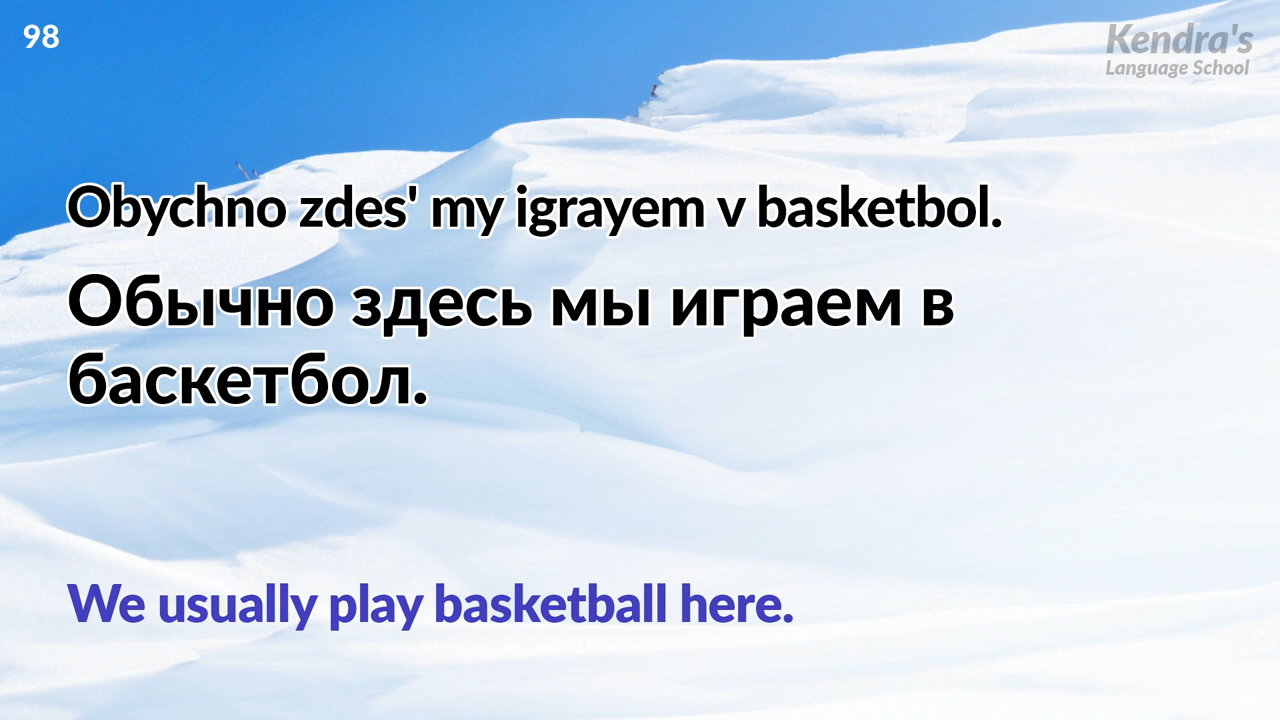 98
Kendra's
Language School
Obychno zdes' my igrayem v basketbol.
Обычно здесь мы играем в
баскетбол.
We usually play basketball here.